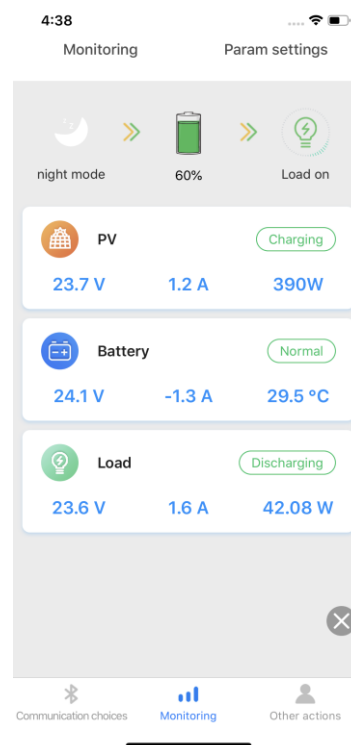 4:38
Monitoring Param settings
night mode 60% Load on
PV Charging
23.7 V 1.2 A 390W
Battery Normal
24.1 V -1.3 A 29.5 °C
Load Discharging
23.6 V 1.6 A 42.08 W
Communication choices Monitoring Other actions